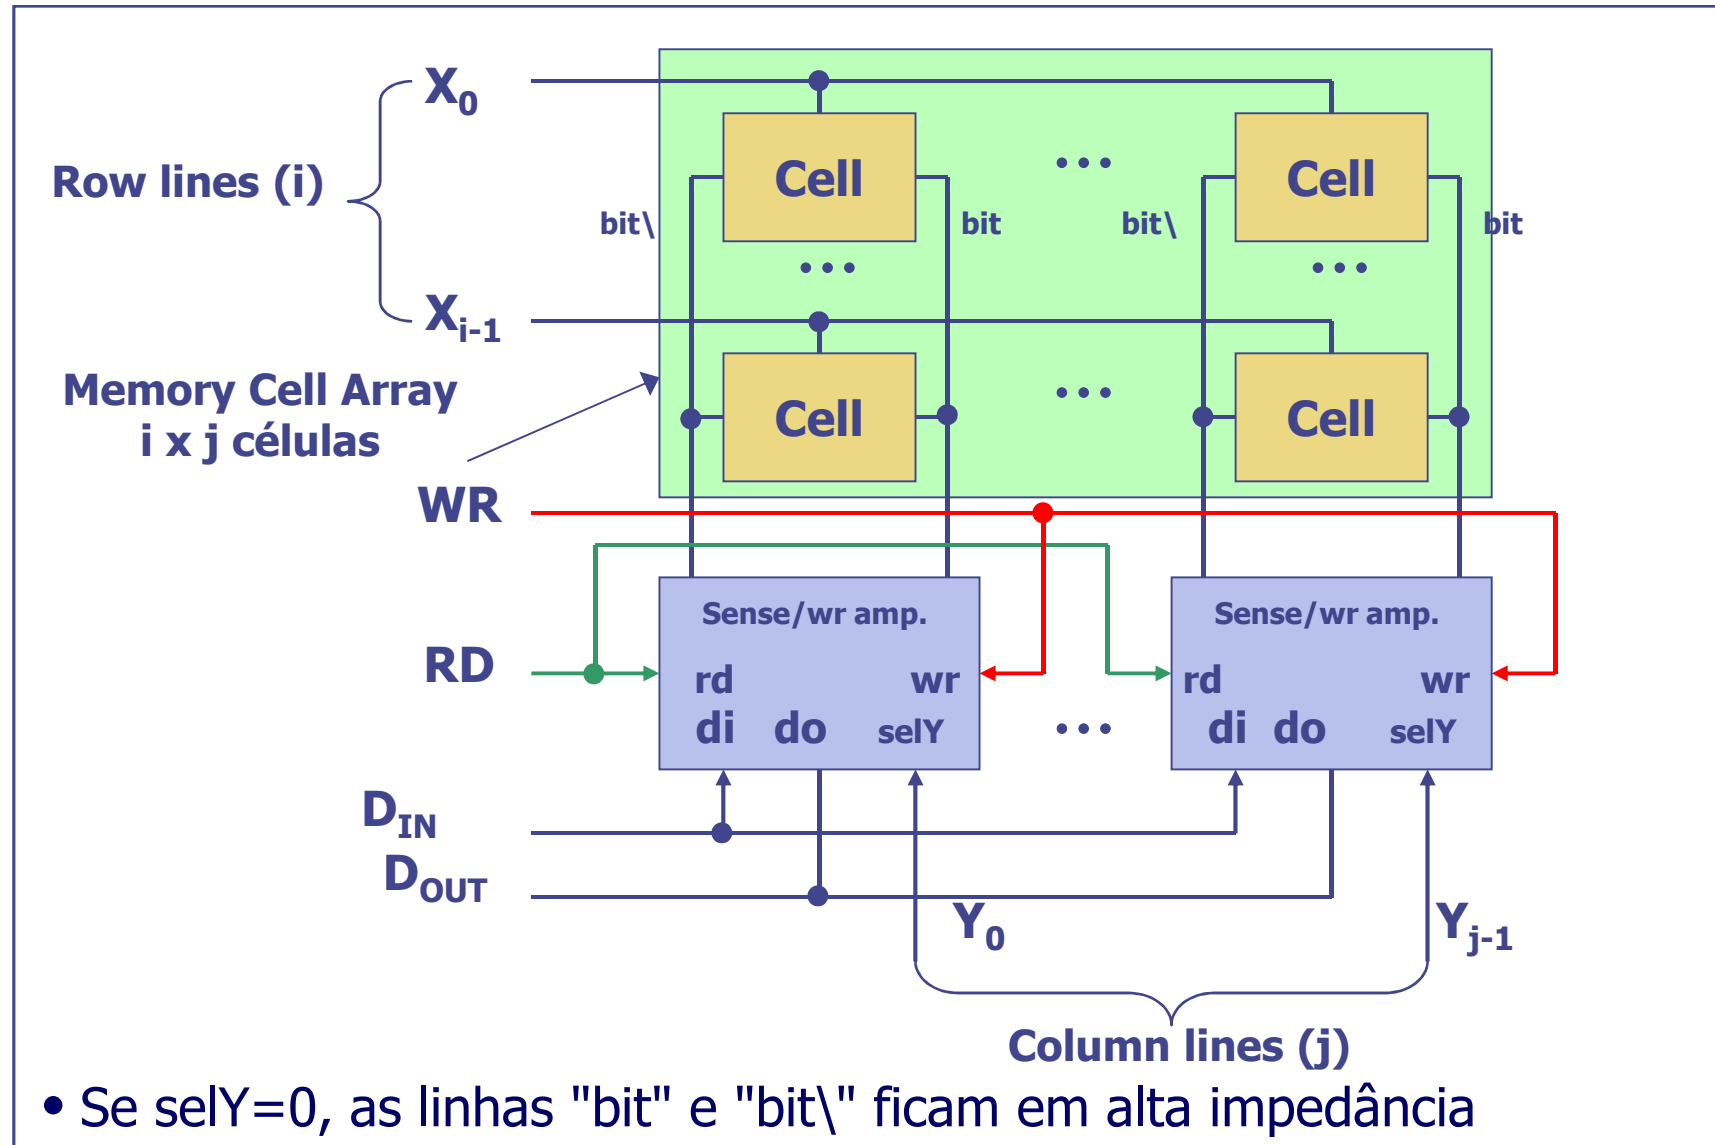 X0
Cell ... Cell
Row lines (i)
bit\ bit bit\ bit
... ...
Xi-1
Memory Cell Array
i x j células
Cell ... Cell
WR
Sense/wr amp. Sense/wr amp.
RD
rd wr rd wr
di do selY ... di do selY
DIN
DOUT
Y0 Yj-1
Column lines (j)
• Se selY=0, as linhas "bit" e "bit\" ficam em alta impedância